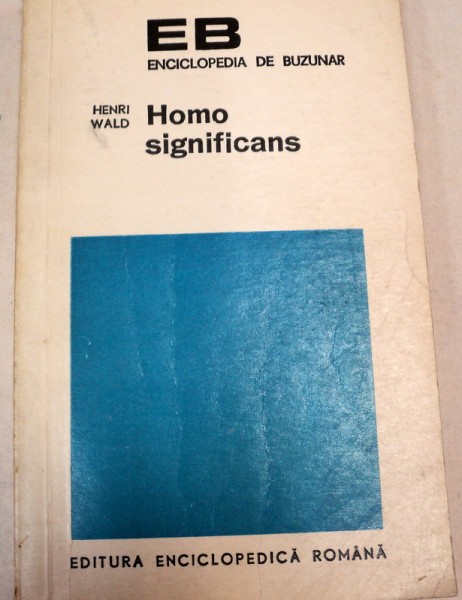 EB
ENCICLOPEDIA DE BUZUNAR
HENRI
WALD
Homo
significans
EDITURA ENCICLOPEDICĂ ROMÂNĂ